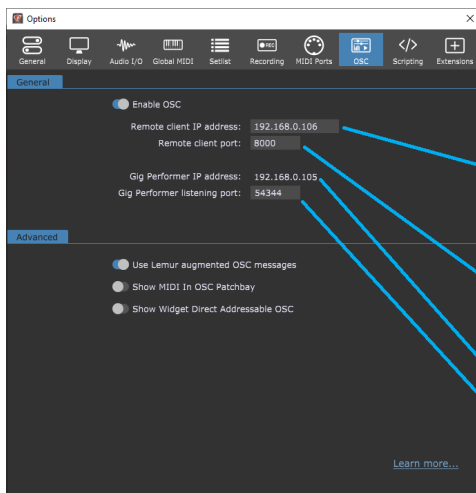 Options
General Display Audio I/O Global MIDI Setlist Recording MIDI Ports OSC Scripting Extensions
REC
General
Enable OSC
Remote client IP address: 192.168.0.106
Remote client port: 8000
Gig Performer IP address: 192.168.0.105
Gig Performer listening port: 54344
Advanced
Use Lemur augmented OSC messages
Show MIDI In OSC Patchbay
Show Widget Direct Addressable OSC
Learn more...